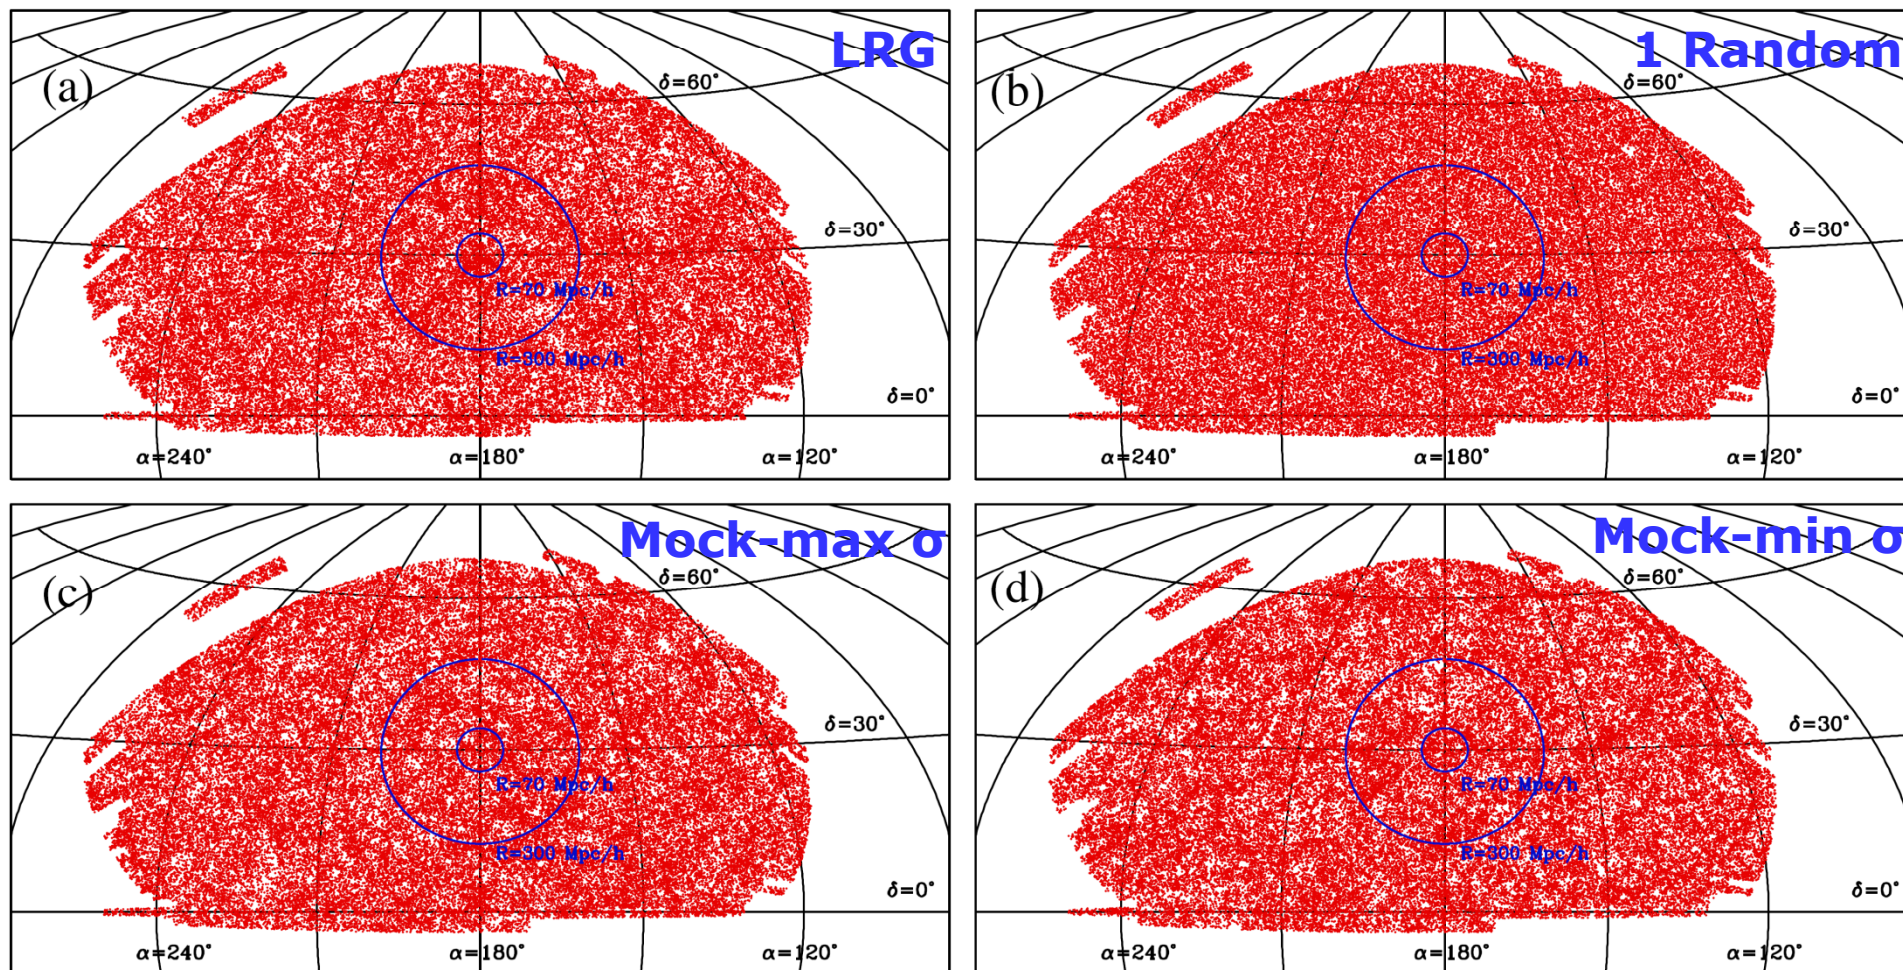 (a)
LRG
δ=60°
δ=30°
R=70 Mpc/h
R=300 Mpc/h
δ=0°
α=240° α=180° α=120°
(b)
1 Random
δ=60°
δ=30°
R=70 Mpc/h
R=300 Mpc/h
δ=0°
α=240° α=180° α=120°
(c)
Mock-max σ
δ=60°
δ=30°
R=70 Mpc/h
R=300 Mpc/h
δ=0°
α=240° α=180° α=120°
(d)
Mock-min σ
δ=60°
δ=30°
R=70 Mpc/h
R=300 Mpc/h
δ=0°
α=240° α=180° α=120°